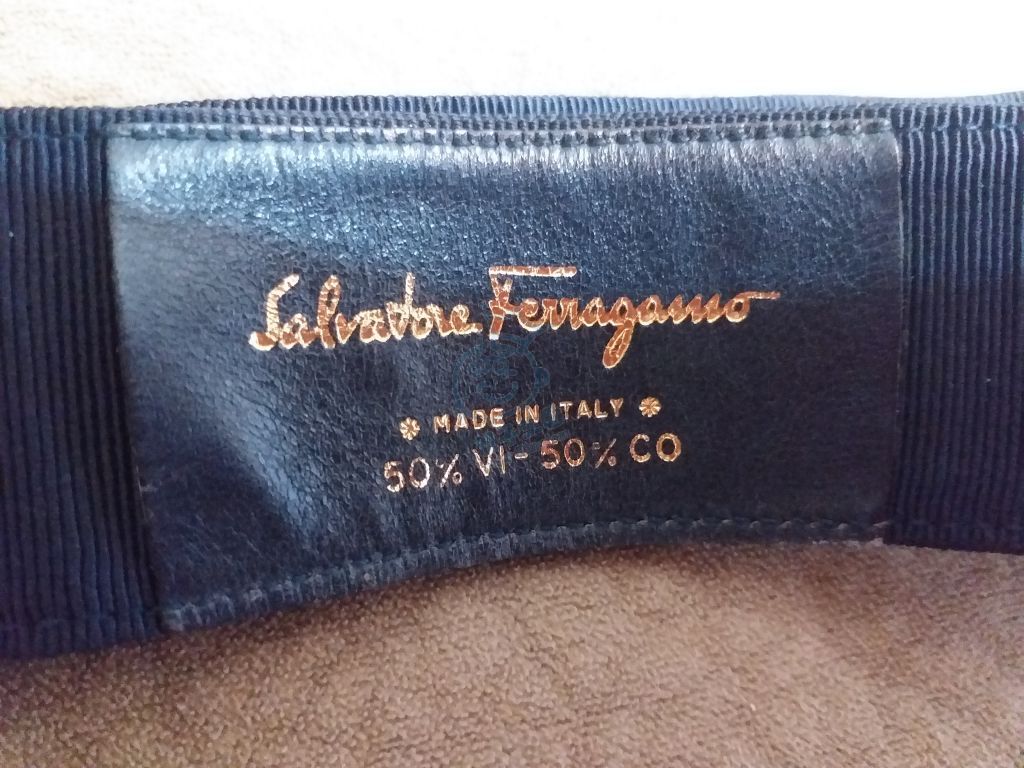 Salvatore Ferragamo
* MADE IN ITALY *
50% VI - 50% CO